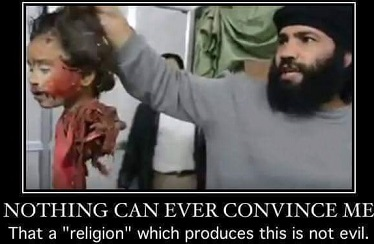 NOTHING CAN EVER CONVINCE ME
That a "religion" which produces this is not evil.